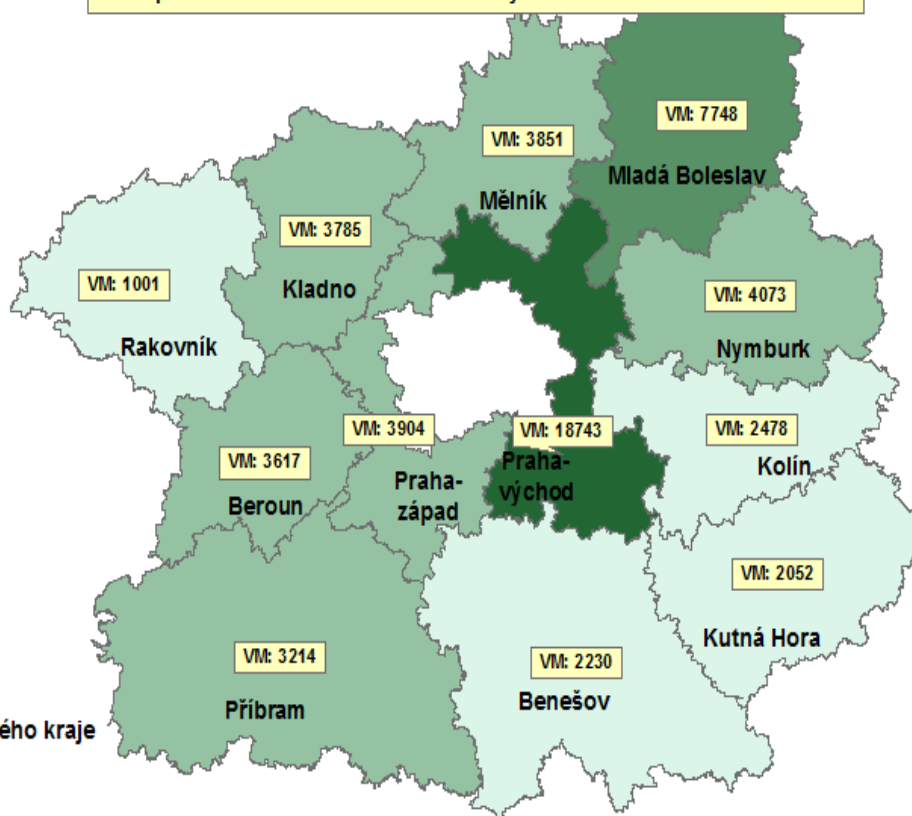 VM: 7748
Mladá Boleslav
VM: 3851
Mělník
VM: 3785
Kladno
VM: 1001
Rakovník
VM: 4073
Nymburk
VM: 3904
Praha-
západ
VM: 18743
Praha-
východ
VM: 2478
Kolín
VM: 3617
Beroun
VM: 2052
Kutná Hora
VM: 3214
Příbram
VM: 2230
Benešov
ého kraje